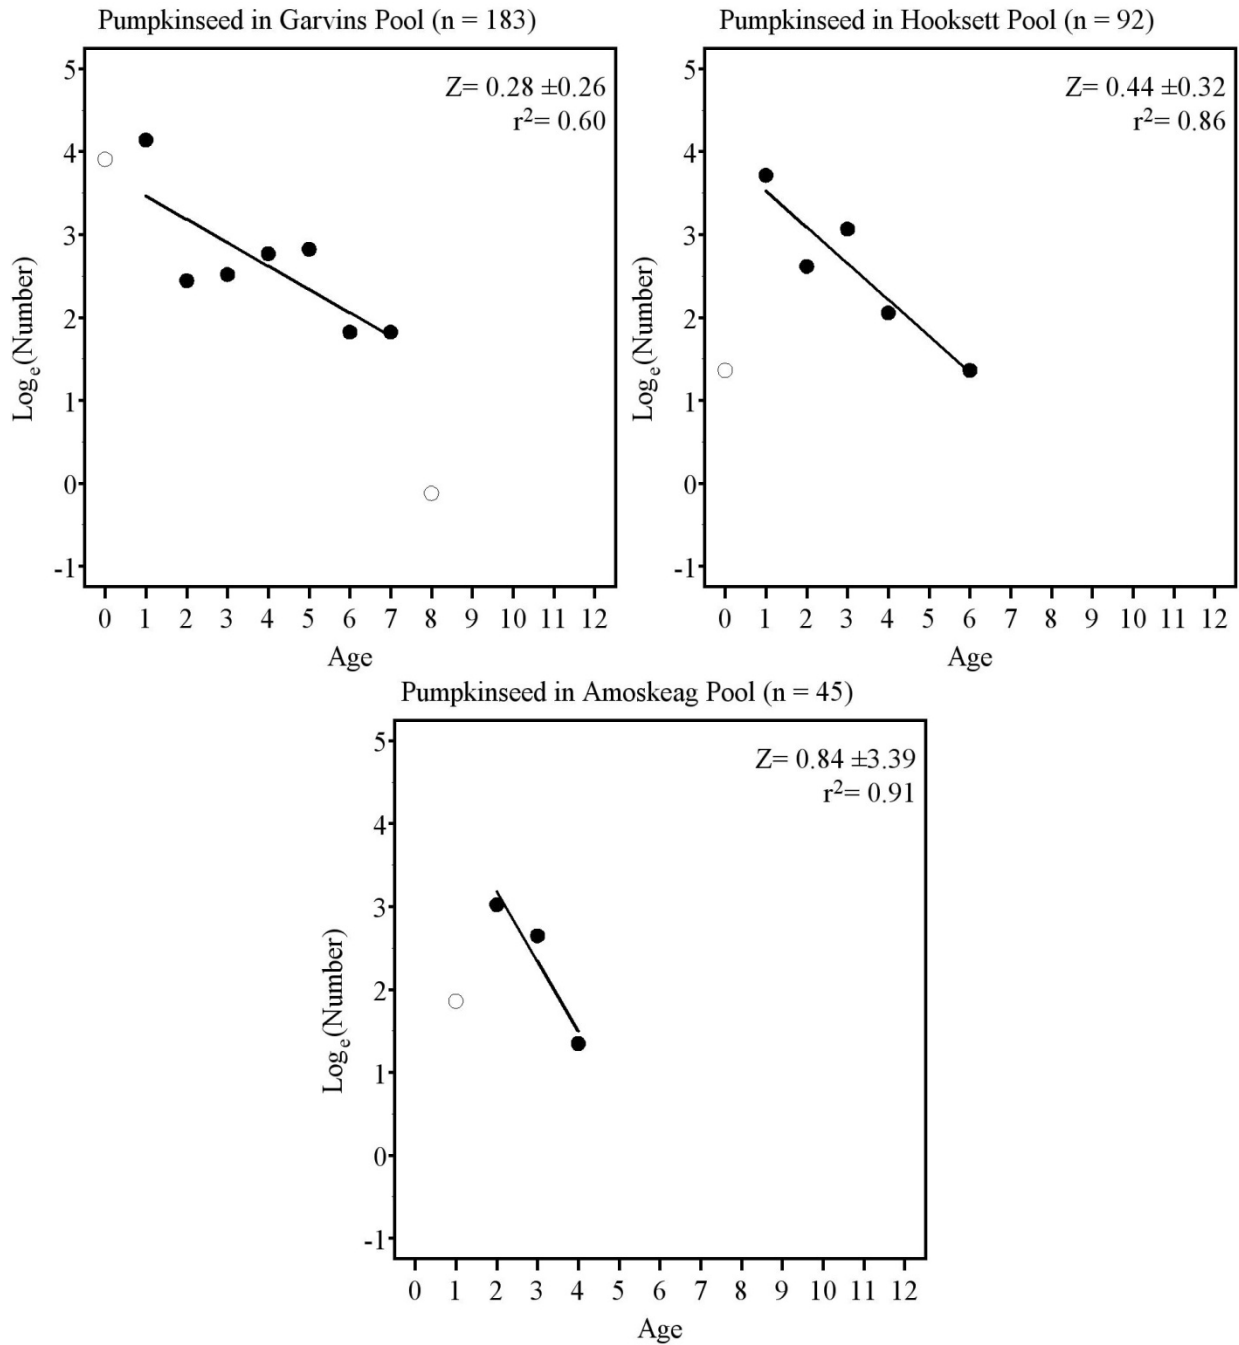 Pumpkinseed in Garvins Pool (n = 183)
Z= 0.28 ±0.26
r²= 0.60
5
4
3
2
1
0
-1
Logₑ(Number)
0 1 2 3 4 5 6 7 8 9 10 11 12
Age
Pumpkinseed in Hooksett Pool (n = 92)
Z= 0.44 ±0.32
r²= 0.86
5
4
3
2
1
0
-1
Logₑ(Number)
0 1 2 3 4 5 6 7 8 9 10 11 12
Age
Pumpkinseed in Amoskeag Pool (n = 45)
Z= 0.84 ±3.39
r²= 0.91
5
4
3
2
1
0
-1
Logₑ(Number)
0 1 2 3 4 5 6 7 8 9 10 11 12
Age